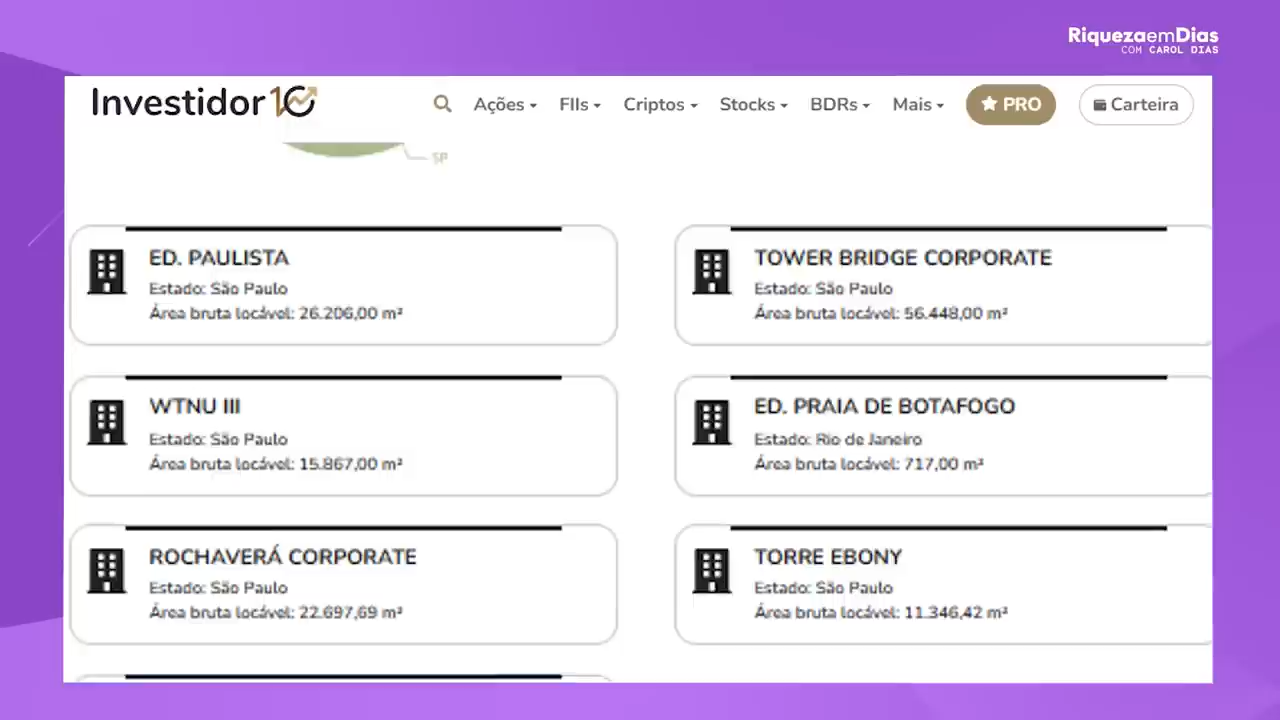 RiquezaemDias
COM CAROL DIAS
Investidor10
Ações
FIIs
Criptos
Stocks
BDRs
Mais
PRO
Carteira
SP
ED. PAULISTA
Estado: São Paulo
Área bruta locável: 26.206,00 m²
TOWER BRIDGE CORPORATE
Estado: São Paulo
Área bruta locável: 56.448,00 m²
WTNU III
Estado: São Paulo
Área bruta locável: 15.867,00 m²
ED. PRAIA DE BOTAFOGO
Estado: Rio de Janeiro
Área bruta locável: 717,00 m²
ROCHAVERÁ CORPORATE
Estado: São Paulo
Área bruta locável: 22.697,69 m²
TORRE EBONY
Estado: São Paulo
Área bruta locável: 11.346,42 m²